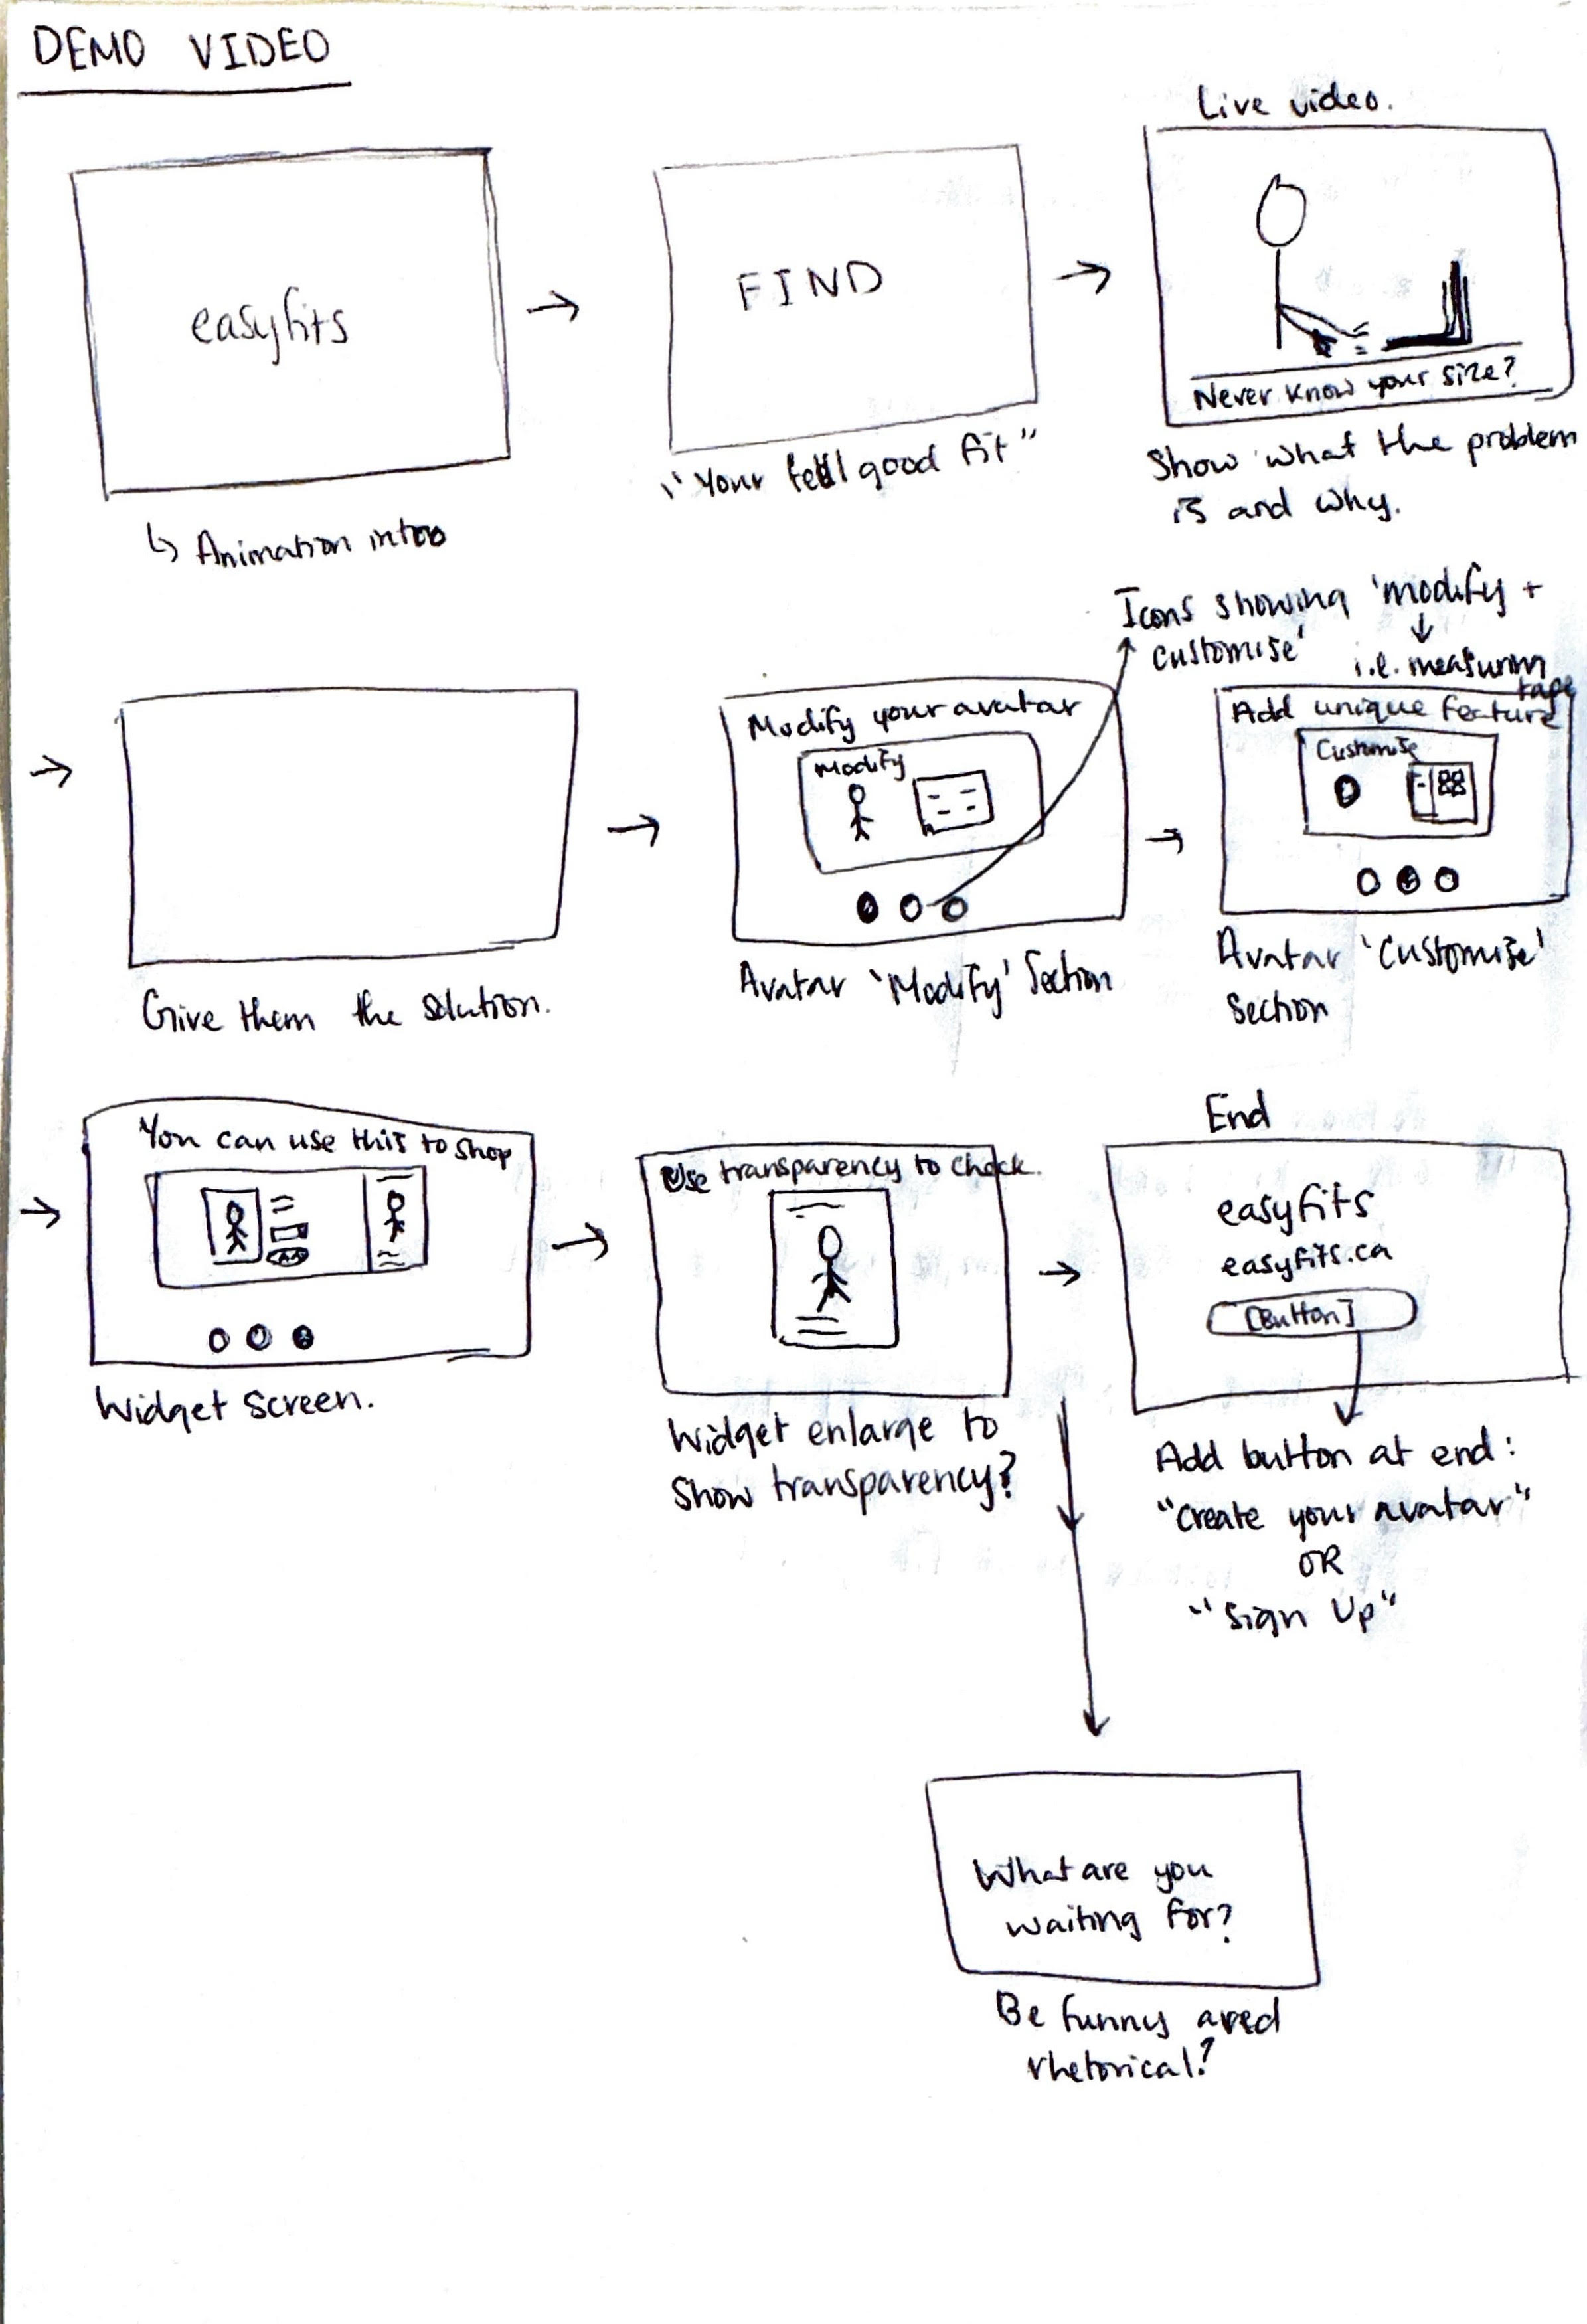 DEMO VIDEO
easyfits
↳ Animation intro
FIND
"Your feel good fit"
Live video.
Never know your size?
Show what the problem
is and why.
Give them the solution.
Icons showing 'modify +
customise'
i.e. measuring
tape
Modify your avatar
Modify
Avatar 'Modify' Section
Add unique feature
Customise
Avatar 'Customise'
Section
You can use this to shop
Widget screen.
Use transparency to check.
Widget enlarge to
show transparency?
End
easyfits
easyfits.ca
[Button]
Add button at end:
"Create your avatar"
OR
"Sign Up"
What are you
waiting for?
Be funny and
rhetorical?